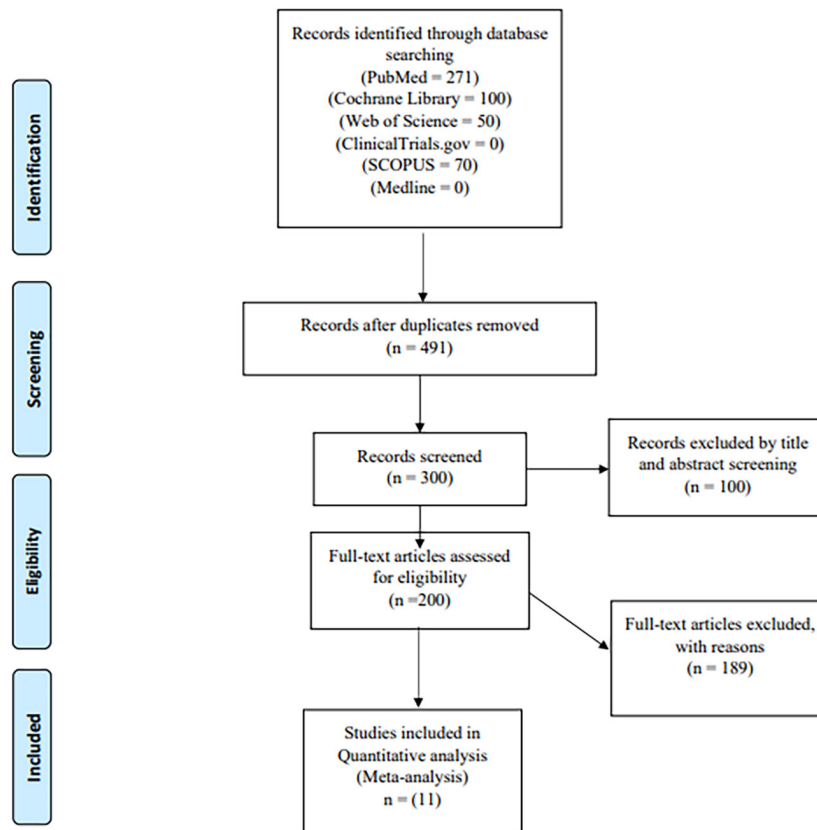 Identification
Records identified through database
searching
(PubMed = 271)
(Cochrane Library = 100)
(Web of Science = 50)
(ClinicalTrials.gov = 0)
(SCOPUS = 70)
(Medline = 0)
Screening
Records after duplicates removed
(n = 491)
Records screened
(n = 300)
Records excluded by title
and abstract screening
(n = 100)
Eligibility
Full-text articles assessed
for eligibility
(n =200)
Full-text articles excluded,
with reasons
(n = 189)
Included
Studies included in
Quantitative analysis
(Meta-analysis)
n = (11)